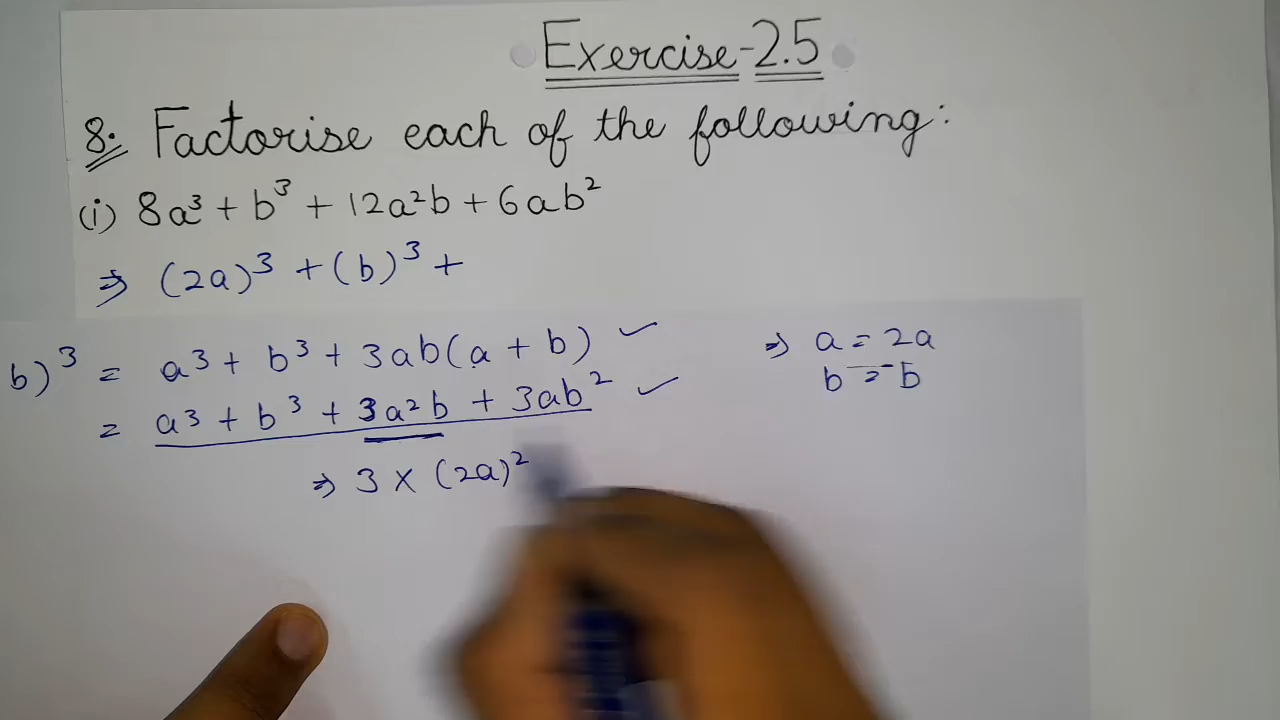 Exercise-2.5
8. Factorise each of the following:
(i) 8a³ + b³ + 12a²b + 6ab²
⇒ (2a)³ + (b)³ +
b)³ = a³ + b³ + 3ab(a + b) ✓
= a³ + b³ + 3a²b + 3ab² ✓
⇒ 3 × (2a)²
⇒ a = 2a
b = b